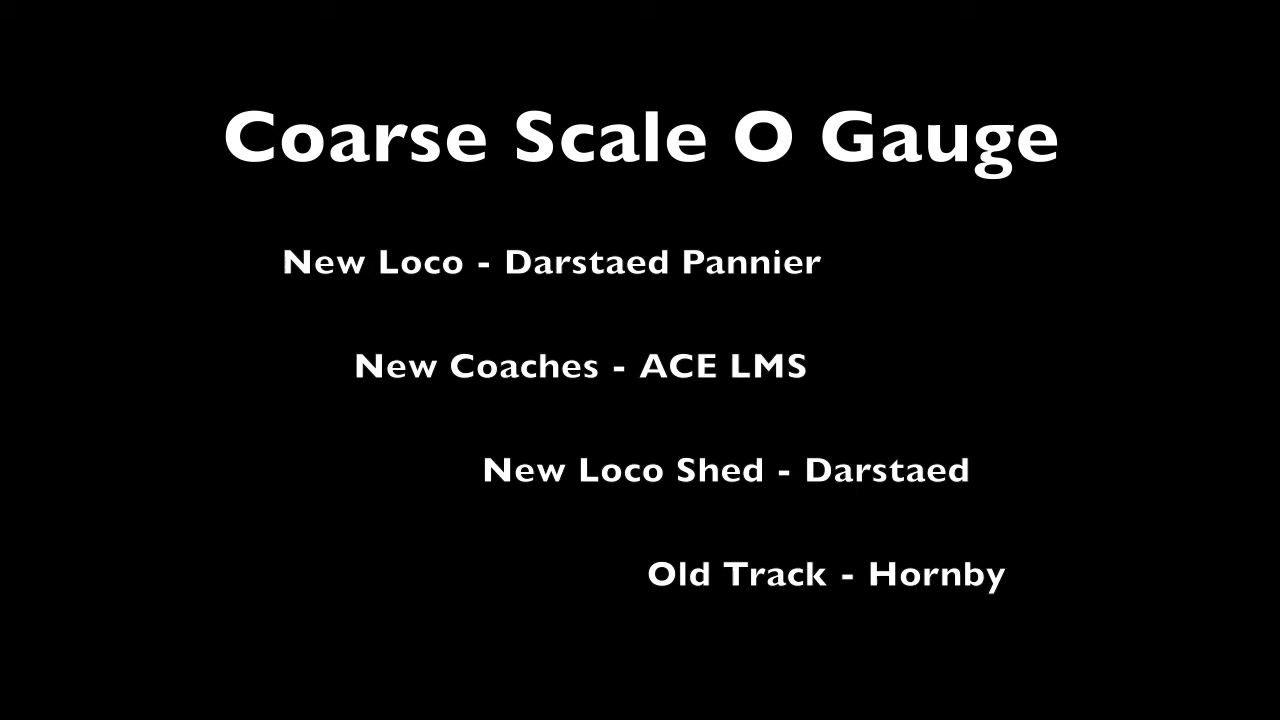 Coarse Scale O Gauge
New Loco - Darstaed Pannier
New Coaches - ACE LMS
New Loco Shed - Darstaed
Old Track - Hornby